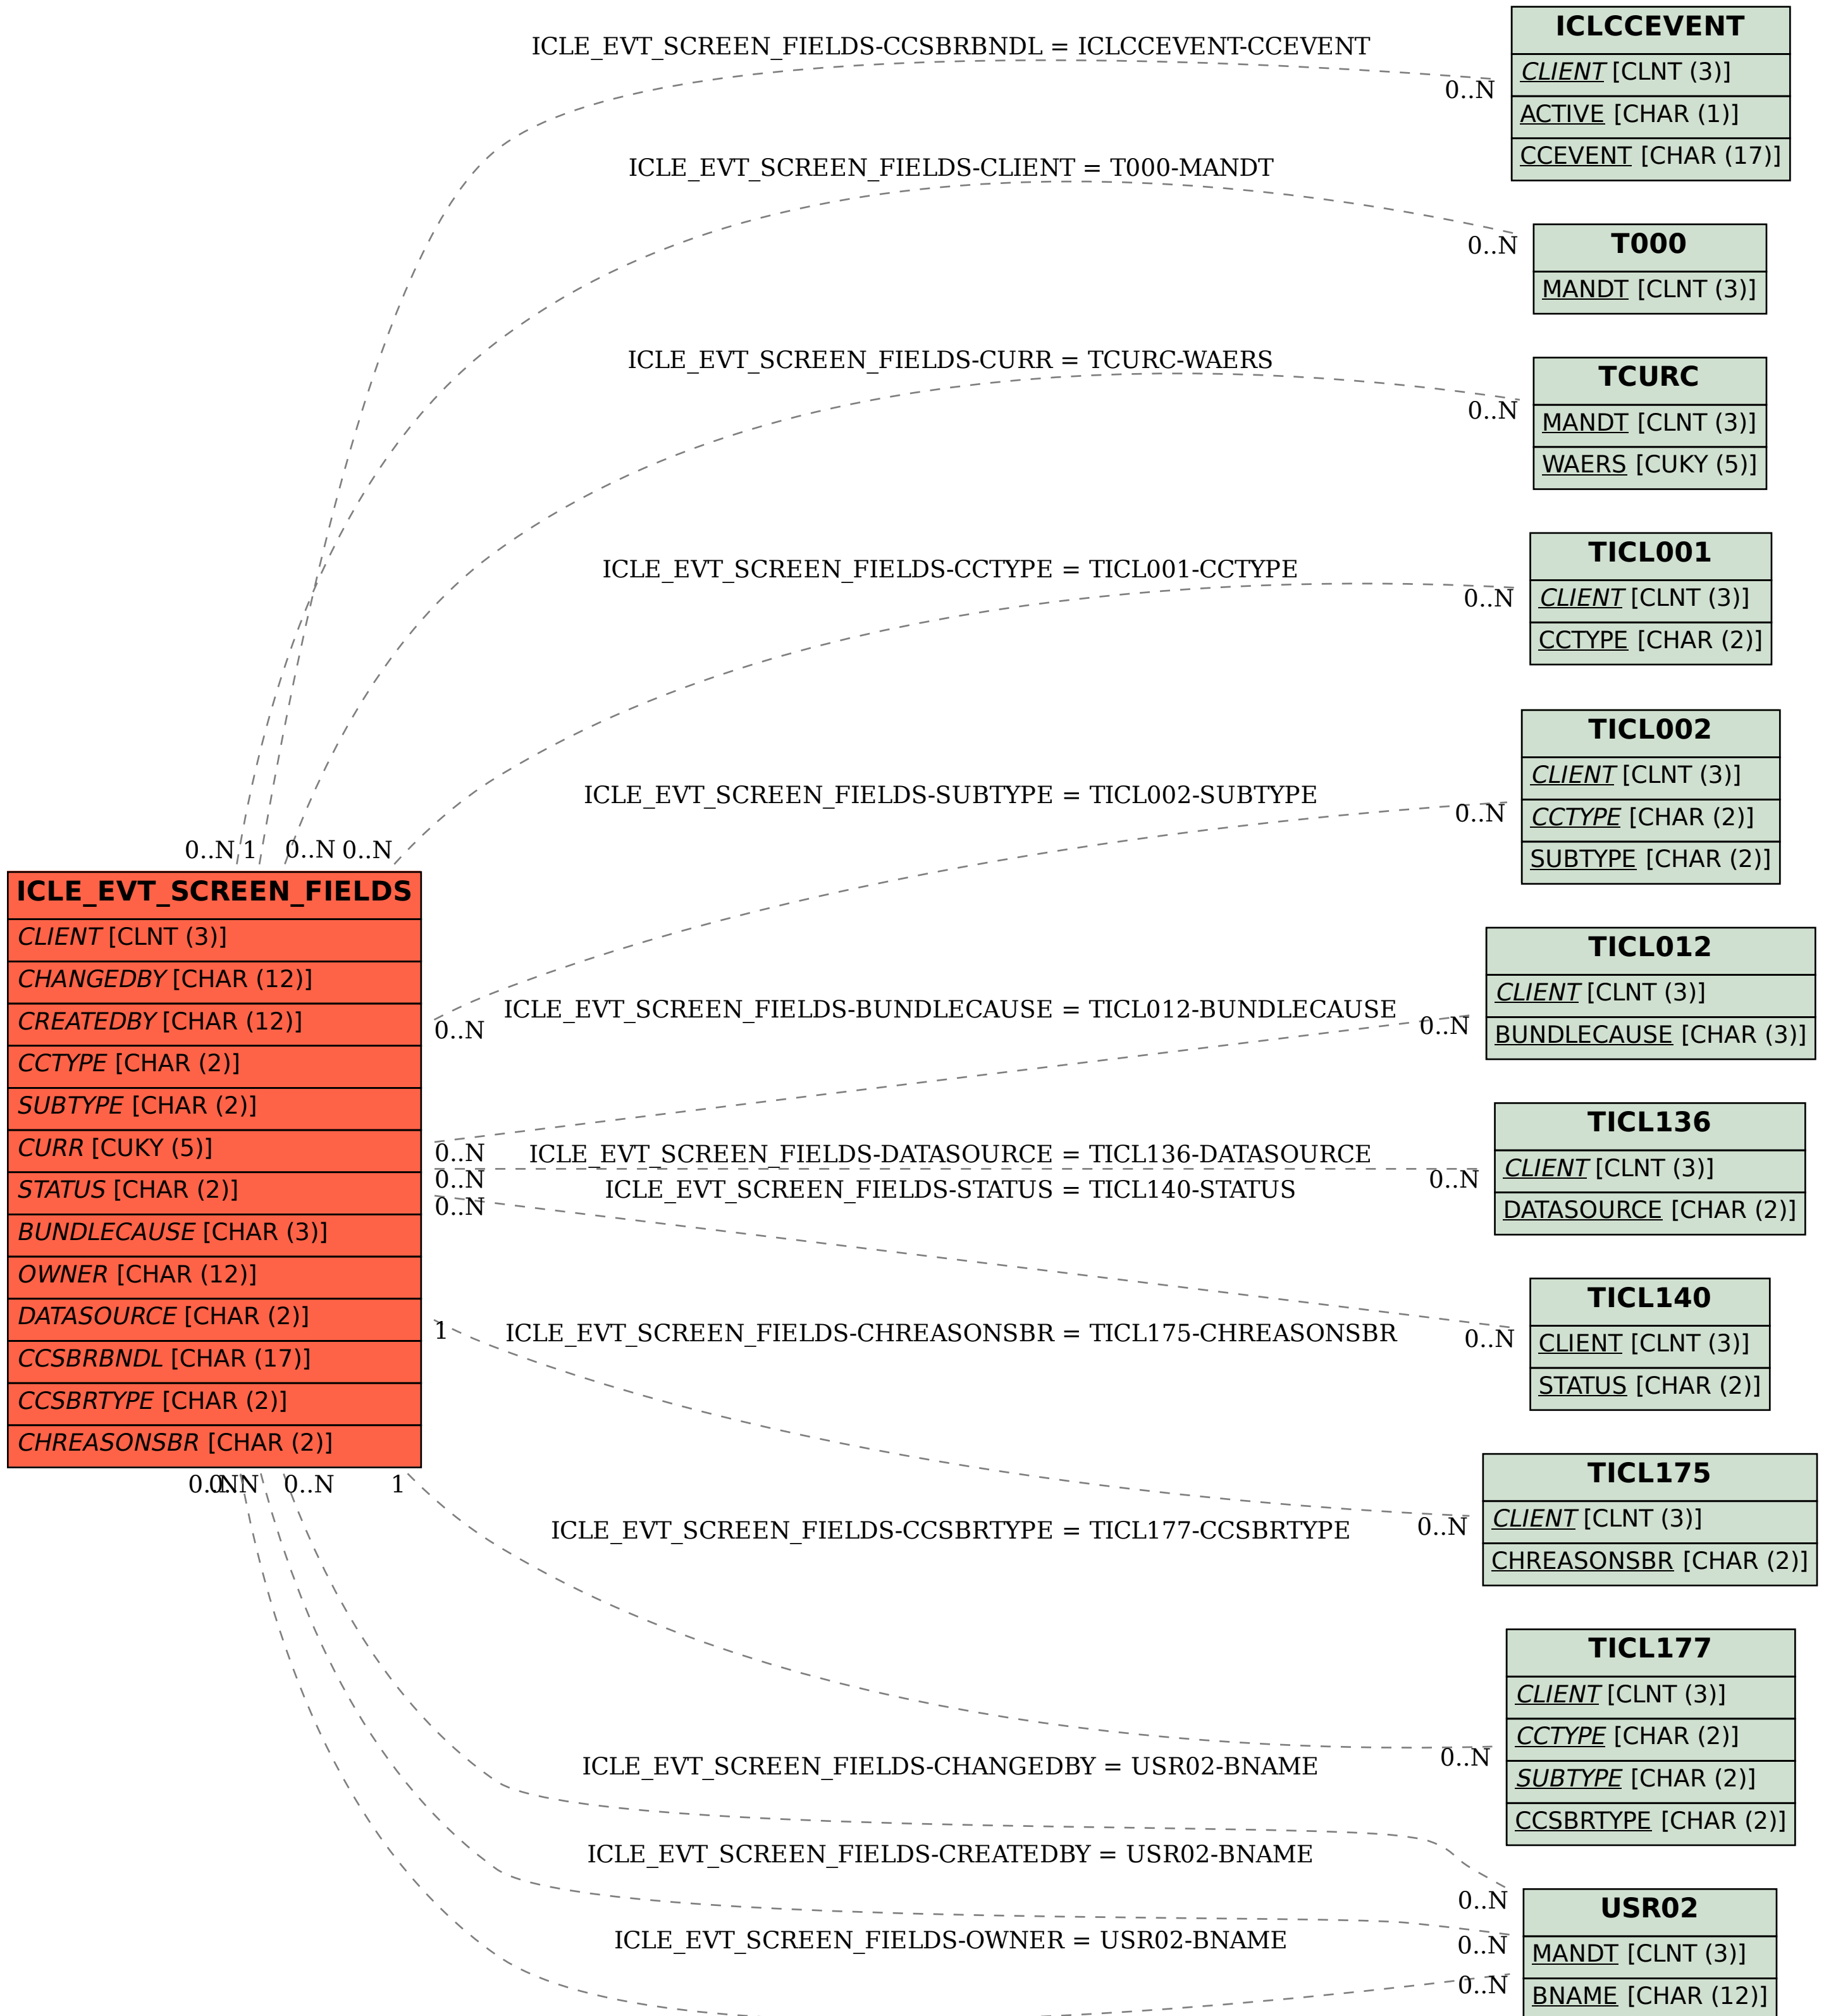 ICLE_EVT_SCREEN_FIELDS-CCSBRBNDL = ICLCCEVENT-CCEVENT
0..N
ICLCCEVENT
CLIENT [CLNT (3)]
ACTIVE [CHAR (1)]
CCEVENT [CHAR (17)]
ICLE_EVT_SCREEN_FIELDS-CLIENT = T000-MANDT
0..N
T000
MANDT [CLNT (3)]
ICLE_EVT_SCREEN_FIELDS-CURR = TCURC-WAERS
0..N
TCURC
MANDT [CLNT (3)]
WAERS [CUKY (5)]
ICLE_EVT_SCREEN_FIELDS-CCTYPE = TICL001-CCTYPE
0..N
TICL001
CLIENT [CLNT (3)]
CCTYPE [CHAR (2)]
ICLE_EVT_SCREEN_FIELDS-SUBTYPE = TICL002-SUBTYPE
0..N
TICL002
CLIENT [CLNT (3)]
CCTYPE [CHAR (2)]
SUBTYPE [CHAR (2)]
0..N 1 0..N 0..N
ICLE_EVT_SCREEN_FIELDS
CLIENT [CLNT (3)]
CHANGEDBY [CHAR (12)]
CREATEDBY [CHAR (12)]
CCTYPE [CHAR (2)]
SUBTYPE [CHAR (2)]
CURR [CUKY (5)]
STATUS [CHAR (2)]
BUNDLECAUSE [CHAR (3)]
OWNER [CHAR (12)]
DATASOURCE [CHAR (2)]
CCSBRBNDL [CHAR (17)]
CCSBRTYPE [CHAR (2)]
CHREASONSBR [CHAR (2)]
0..N
ICLE_EVT_SCREEN_FIELDS-BUNDLECAUSE = TICL012-BUNDLECAUSE
0..N
TICL012
CLIENT [CLNT (3)]
BUNDLECAUSE [CHAR (3)]
0..N
ICLE_EVT_SCREEN_FIELDS-DATASOURCE = TICL136-DATASOURCE
0..N
0..N
TICL136
CLIENT [CLNT (3)]
DATASOURCE [CHAR (2)]
ICLE_EVT_SCREEN_FIELDS-STATUS = TICL140-STATUS
0..N
0..N
TICL140
CLIENT [CLNT (3)]
STATUS [CHAR (2)]
1
ICLE_EVT_SCREEN_FIELDS-CHREASONSBR = TICL175-CHREASONSBR
0..N
TICL175
CLIENT [CLNT (3)]
CHREASONSBR [CHAR (2)]
0..N 0..N 0..N 1
ICLE_EVT_SCREEN_FIELDS-CCSBRTYPE = TICL177-CCSBRTYPE
0..N
TICL177
CLIENT [CLNT (3)]
CCTYPE [CHAR (2)]
SUBTYPE [CHAR (2)]
CCSBRTYPE [CHAR (2)]
ICLE_EVT_SCREEN_FIELDS-CHANGEDBY = USR02-BNAME
0..N
ICLE_EVT_SCREEN_FIELDS-CREATEDBY = USR02-BNAME
0..N
ICLE_EVT_SCREEN_FIELDS-OWNER = USR02-BNAME
0..N
USR02
MANDT [CLNT (3)]
BNAME [CHAR (12)]